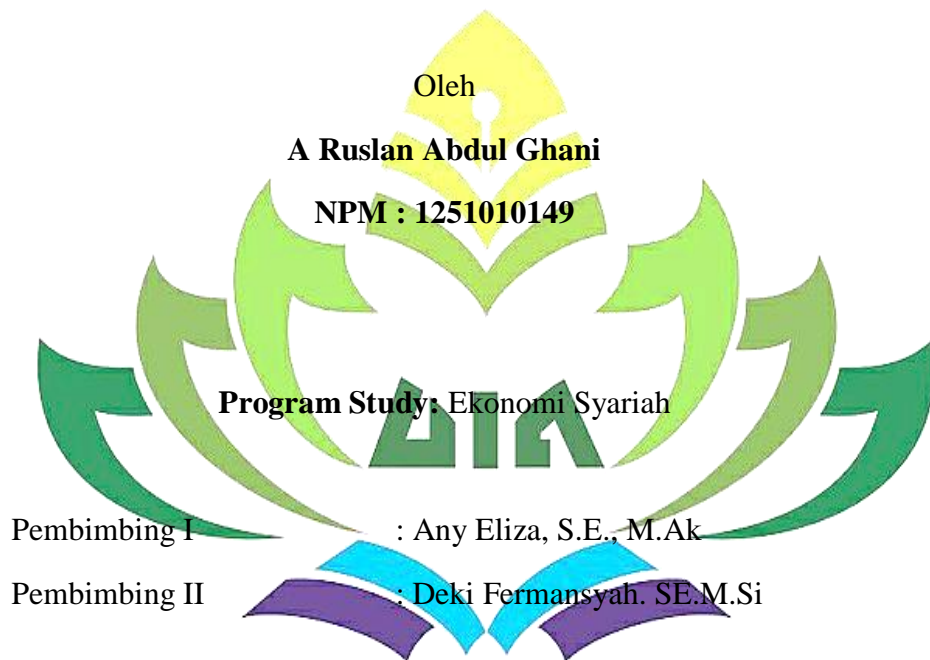 Oleh
A Ruslan Abdul Ghani
NPM : 1251010149
Program Study: Ekonomi Syariah
Pembimbing I : Any Eliza, S.E., M.Ak
Pembimbing II : Deki Fermansyah. SE.M.Si